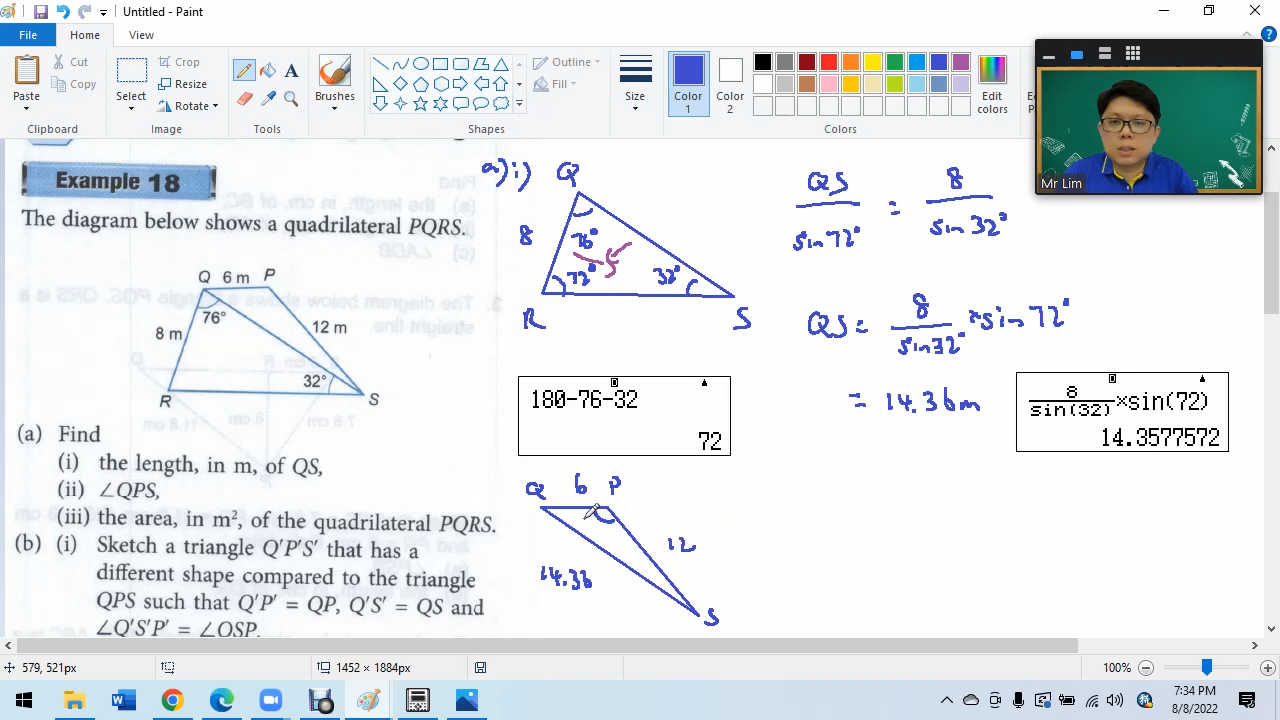 Untitled - Paint
File
Home
View
Paste
Cut
Copy
Clipboard
Select
Crop
Resize
Rotate
Image
A
Tools
Brushes
Shapes
Outline
Fill
Size
Color
1
Color
2
Edit
colors
Colors
Mr Lim
Example 18
The diagram below shows a quadrilateral PQRS.
Q 6 m P
76°
8 m
12 m
32°
R
S
(a) Find
(i) the length, in m, of QS,
(ii) ∠QPS,
(iii) the area, in m², of the quadrilateral PQRS.
(b) (i) Sketch a triangle Q'P'S' that has a
different shape compared to the triangle
QPS such that Q'P' = QP, Q'S' = QS and
∠Q'S'P' = ∠QSP.
a)i)
Q
8
76°
72°
32°
R
S
QS/sin 72° = 8/sin 32°
QS = 8/sin 32° × sin 72°
= 14.36m
180-76-32
72
8/sin(32)×sin(72)
14.3577572
Q 6 P
12
14.36
S
579, 521px
1452 × 1884px
100%
7:34 PM
8/8/2022